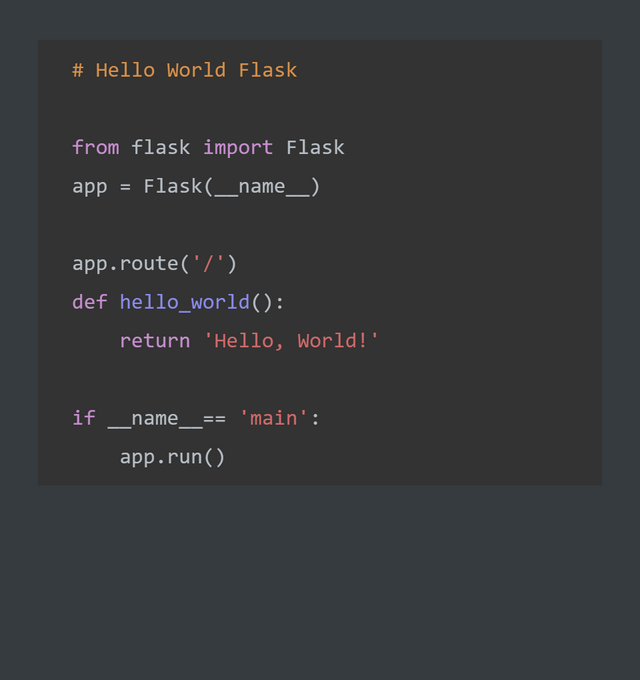 # Hello World Flask
from flask import Flask
app = Flask(__name__)
app.route('/')
def hello_world():
    return 'Hello, World!'
if __name__== 'main':
    app.run()